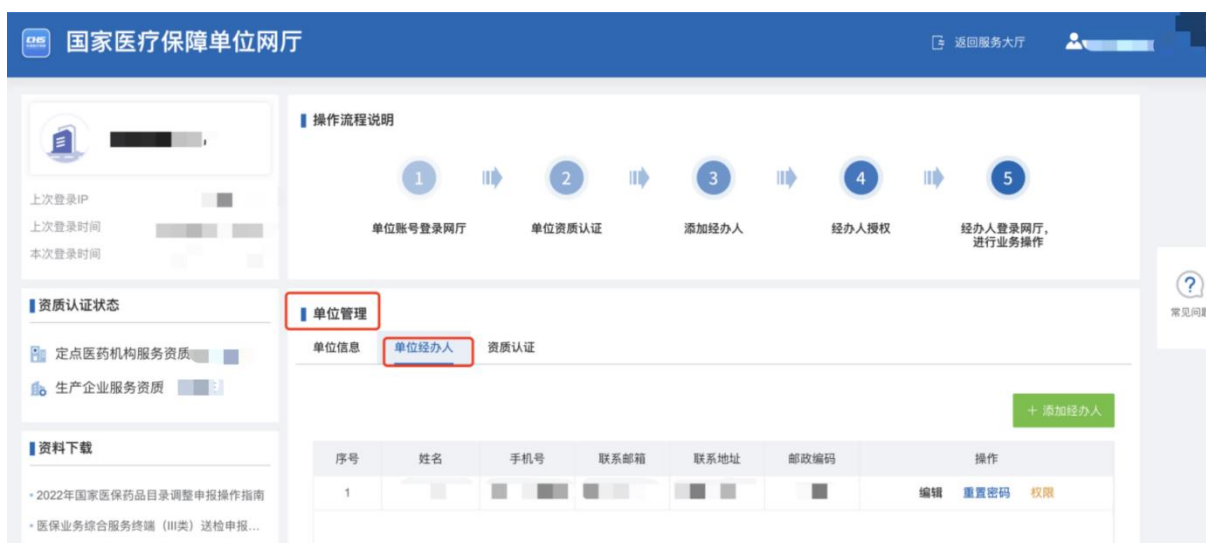 CHS
国家医疗保障单位网厅
返回服务大厅
上次登录IP
上次登录时间
本次登录时间
操作流程说明
1
2
3
4
5
单位账号登录网厅
单位资质认证
添加经办人
经办人授权
经办人登录网厅,
进行业务操作
常见问题
资质认证状态
定点医药机构服务资质
生产企业服务资质
资料下载
• 2022年国家医保药品目录调整申报操作指南
• 医保业务综合服务终端（III类）送检申报...
单位管理
单位信息 单位经办人 资质认证
+ 添加经办人
序号 姓名 手机号 联系邮箱 联系地址 邮政编码 操作
1 编辑 重置密码 权限